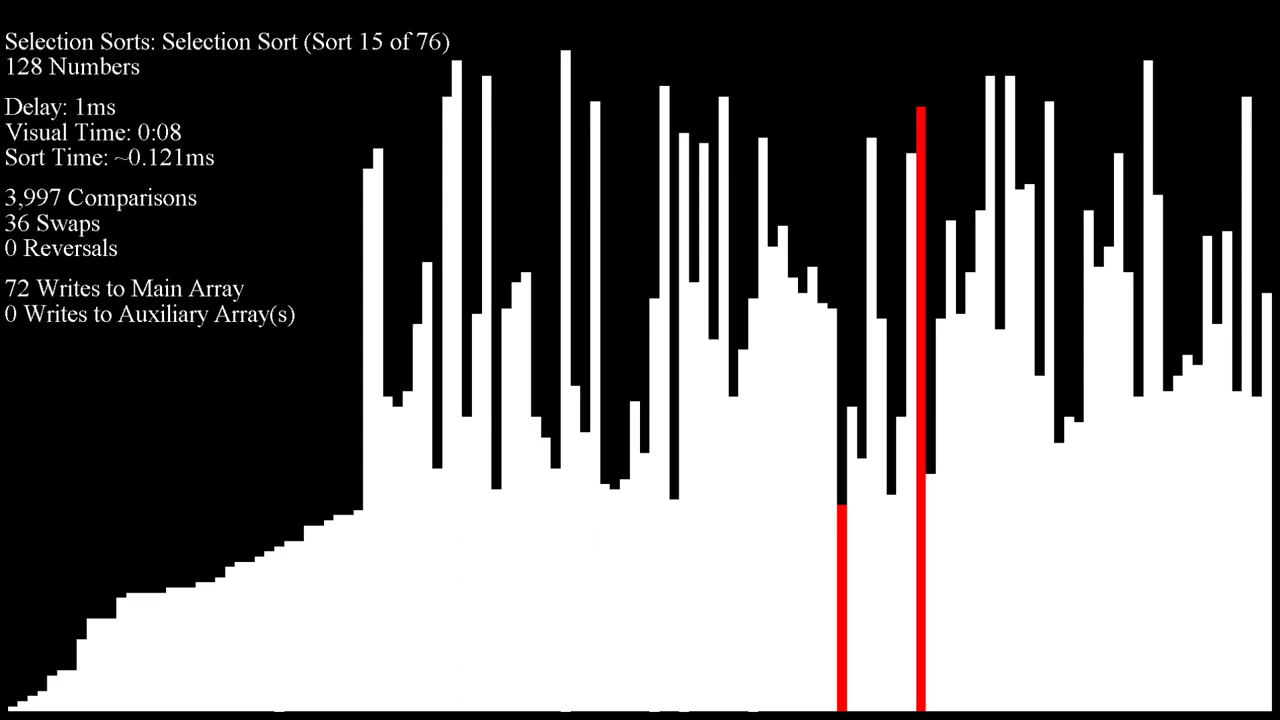 Selection Sorts: Selection Sort (Sort 15 of 76)
128 Numbers
Delay: 1ms
Visual Time: 0:08
Sort Time: ~0.121ms
3,997 Comparisons
36 Swaps
0 Reversals
72 Writes to Main Array
0 Writes to Auxiliary Array(s)